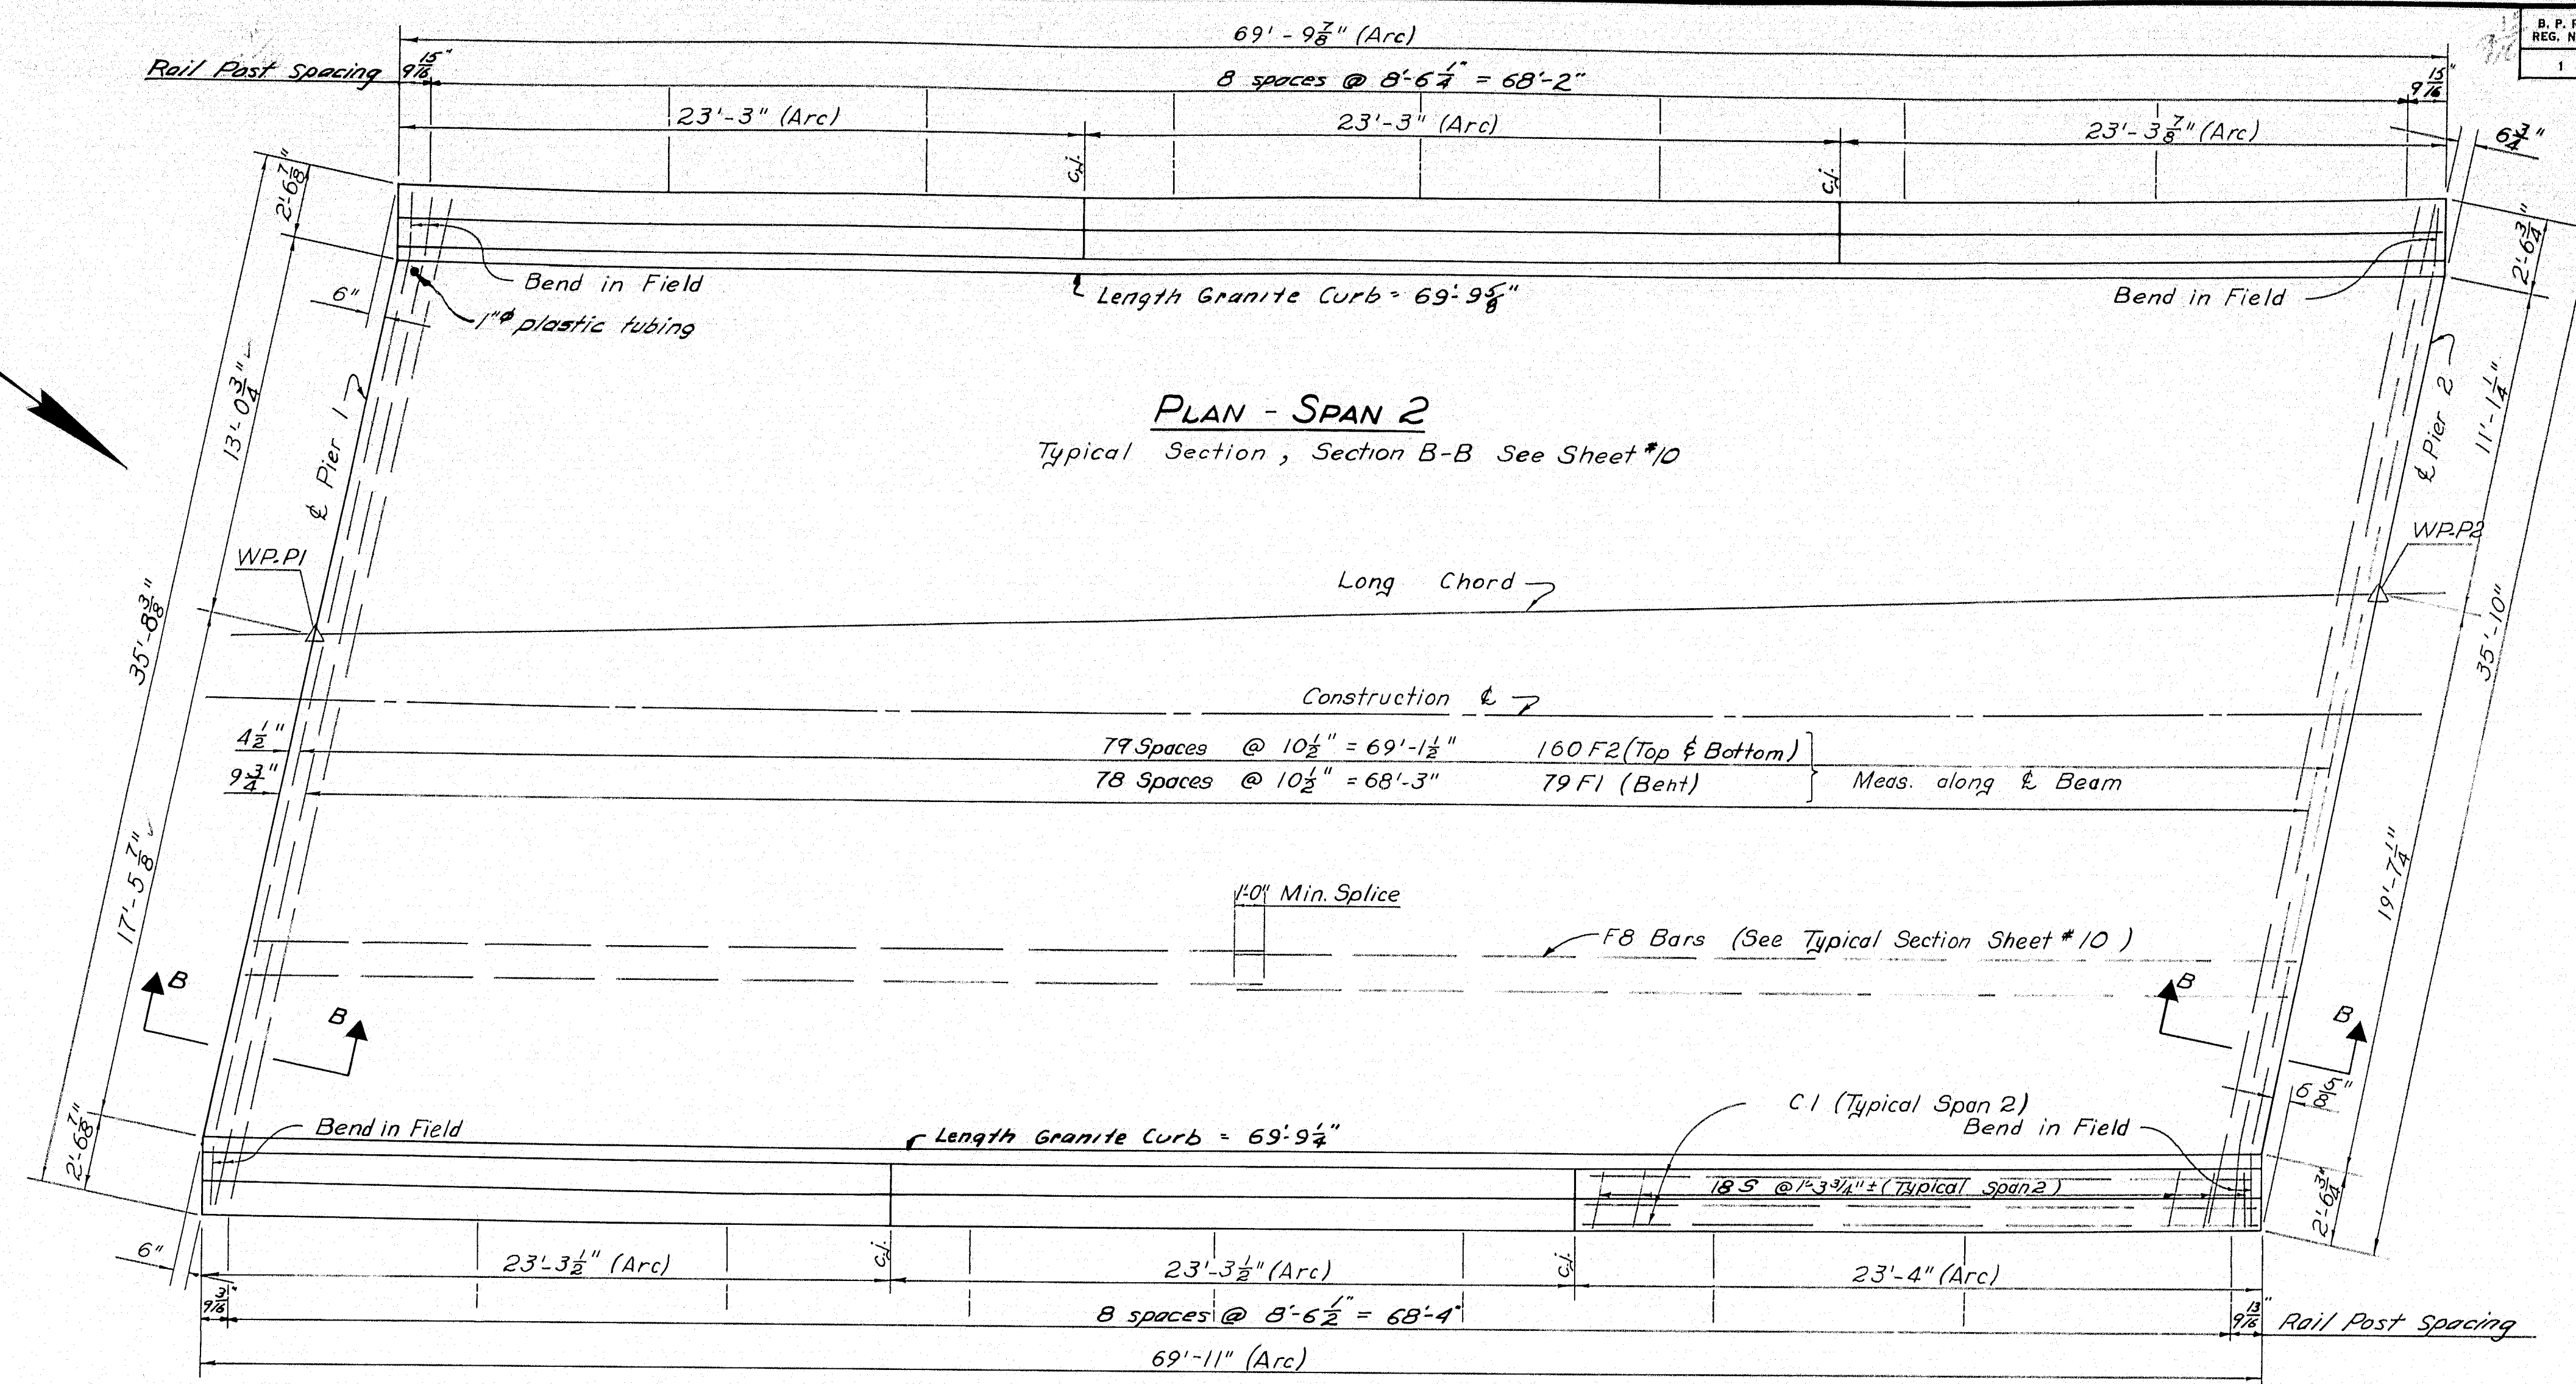 B. P. R
REG. N
1
69'-9 7/8" (Arc)
Rail Post Spacing
9 15/16"
8 spaces @ 8'-6 1/4" = 68'-2"
9 15/16"
23'-3" (Arc)
23'-3" (Arc)
23'-3 7/8" (Arc)
6 3/4"
c.j.
c.j.
2'-6 7/8"
2'-6 3/4"
Bend in Field
6"
1"φ plastic tubing
Length Granite Curb = 69'-9 5/8"
Bend in Field
13'-0 3/4"
℄ Pier 1
PLAN - SPAN 2
Typical Section, Section B-B See Sheet #10
℄ Pier 2
11'-1 1/4"
WP.P1
WP.P2
Long Chord
35'-8 3/8"
35'-10"
Construction ℄
4 1/2"
79 Spaces @ 10 1/2" = 69'-1 1/2" 160 F2 (Top & Bottom)
9 3/4"
78 Spaces @ 10 1/2" = 68'-3" 79 F1 (Bent)
Meas. along ℄ Beam
17'-5 7/8"
19'-7 1/4"
1'-0" Min. Splice
F8 Bars (See Typical Section Sheet #10)
B
B
B
B
6 5/8"
C1 (Typical Span 2)
Bend in Field
Bend in Field
Length Granite Curb = 69'-9 1/4"
2'-6 7/8"
18 S @ 1'-3 3/4" ± (Typical Span 2)
2'-6 3/4"
6"
23'-3 1/2" (Arc)
c.j.
23'-3 1/2" (Arc)
c.j.
23'-4" (Arc)
9 3/16"
8 spaces @ 8'-6 1/2" = 68'-4"
9 13/16"
Rail Post Spacing
69'-11" (Arc)